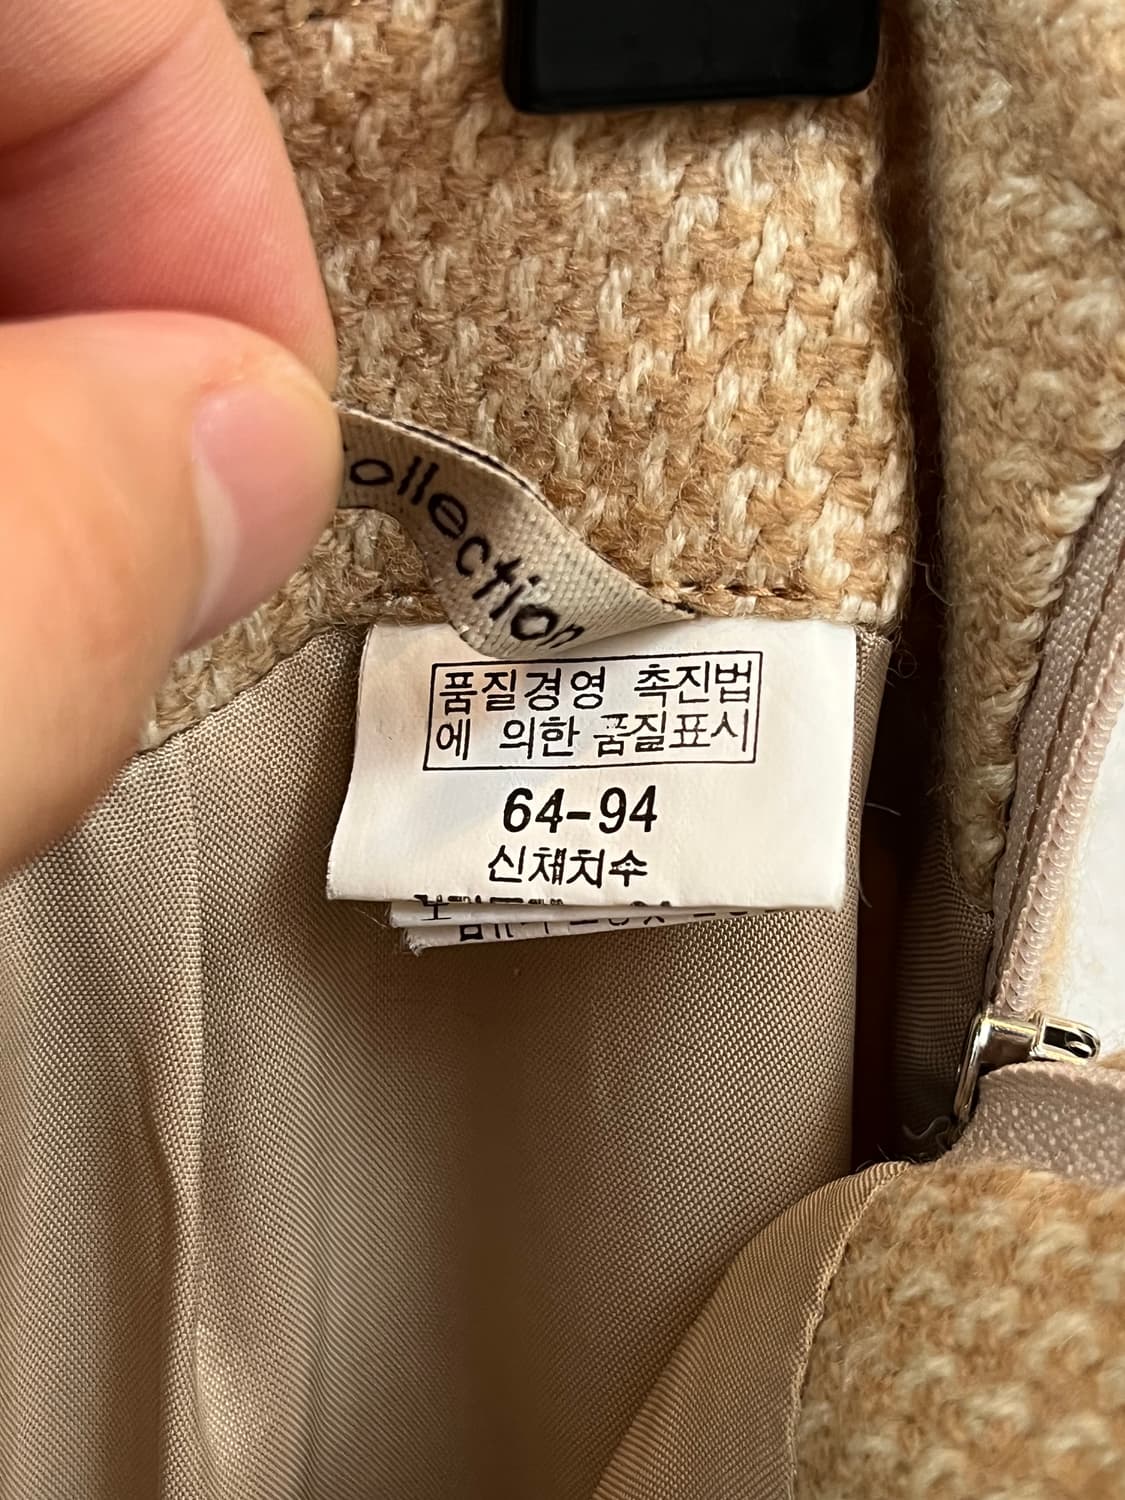 ollection
품질경영 촉진법
에 의한 품질표시
64-94
신체치수